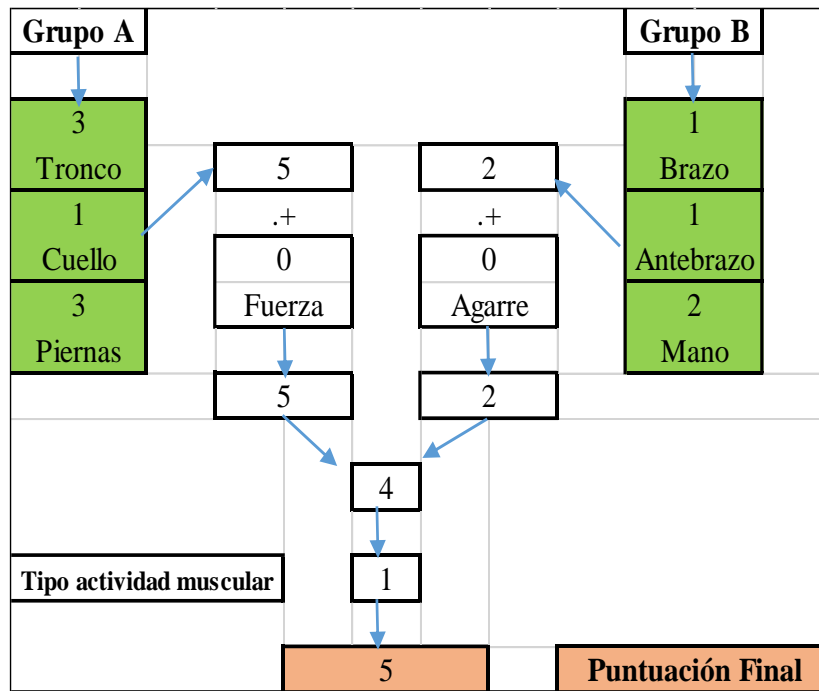 Grupo A
Grupo B
3
Tronco
1
Cuello
3
Piernas
5
.+
0
Fuerza
5
2
.+
0
Agarre
2
1
Brazo
1
Antebrazo
2
Mano
4
Tipo actividad muscular
1
5
Puntuación Final